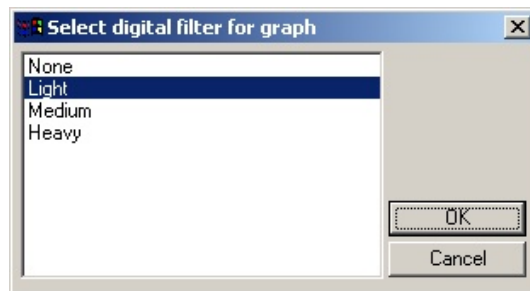 Select digital filter for graph
None
Light
Medium
Heavy
OK
Cancel